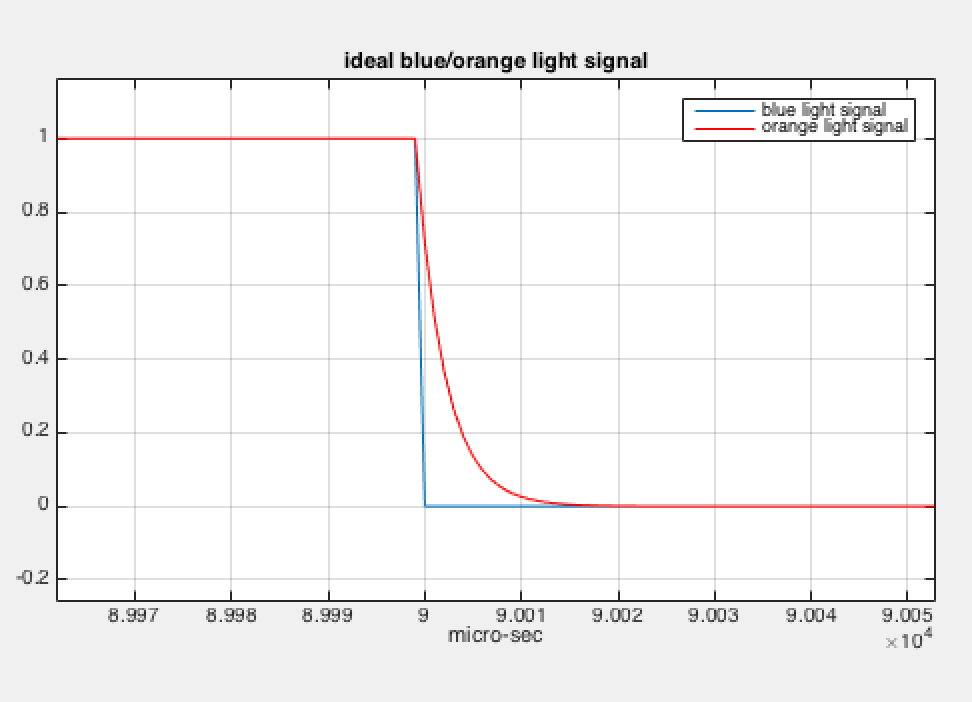 ideal blue/orange light signal
blue light signal
orange light signal
1
0.8
0.6
0.4
0.2
0
-0.2
8.997 8.998 8.999 9 9.001 9.002 9.003 9.004 9.005
micro-sec
×10⁴